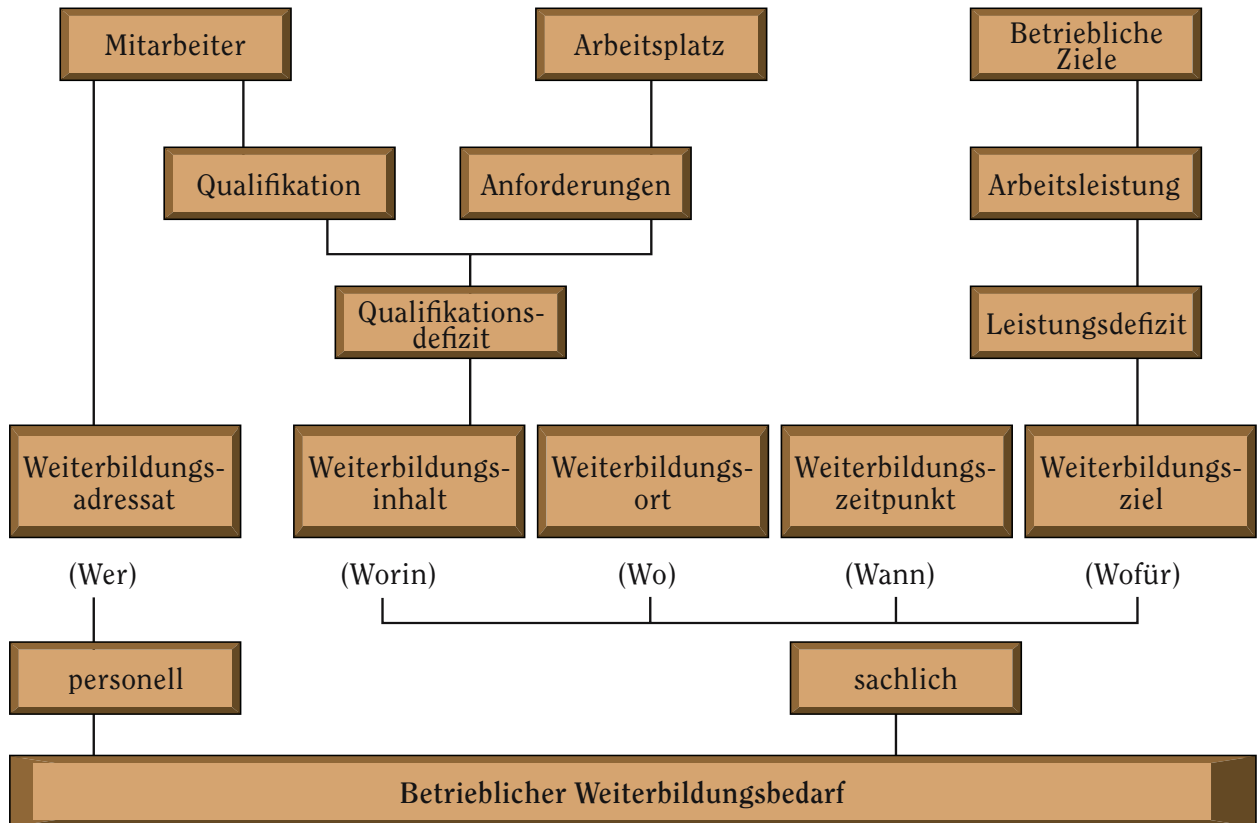 Mitarbeiter
Arbeitsplatz
Betriebliche
Ziele
Qualifikation
Anforderungen
Arbeitsleistung
Qualifikations-
defizit
Leistungsdefizit
Weiterbildungs-
adressat
Weiterbildungs-
inhalt
Weiterbildungs-
ort
Weiterbildungs-
zeitpunkt
Weiterbildungs-
ziel
(Wer)
(Worin)
(Wo)
(Wann)
(Wofür)
personell
sachlich
Betrieblicher Weiterbildungsbedarf